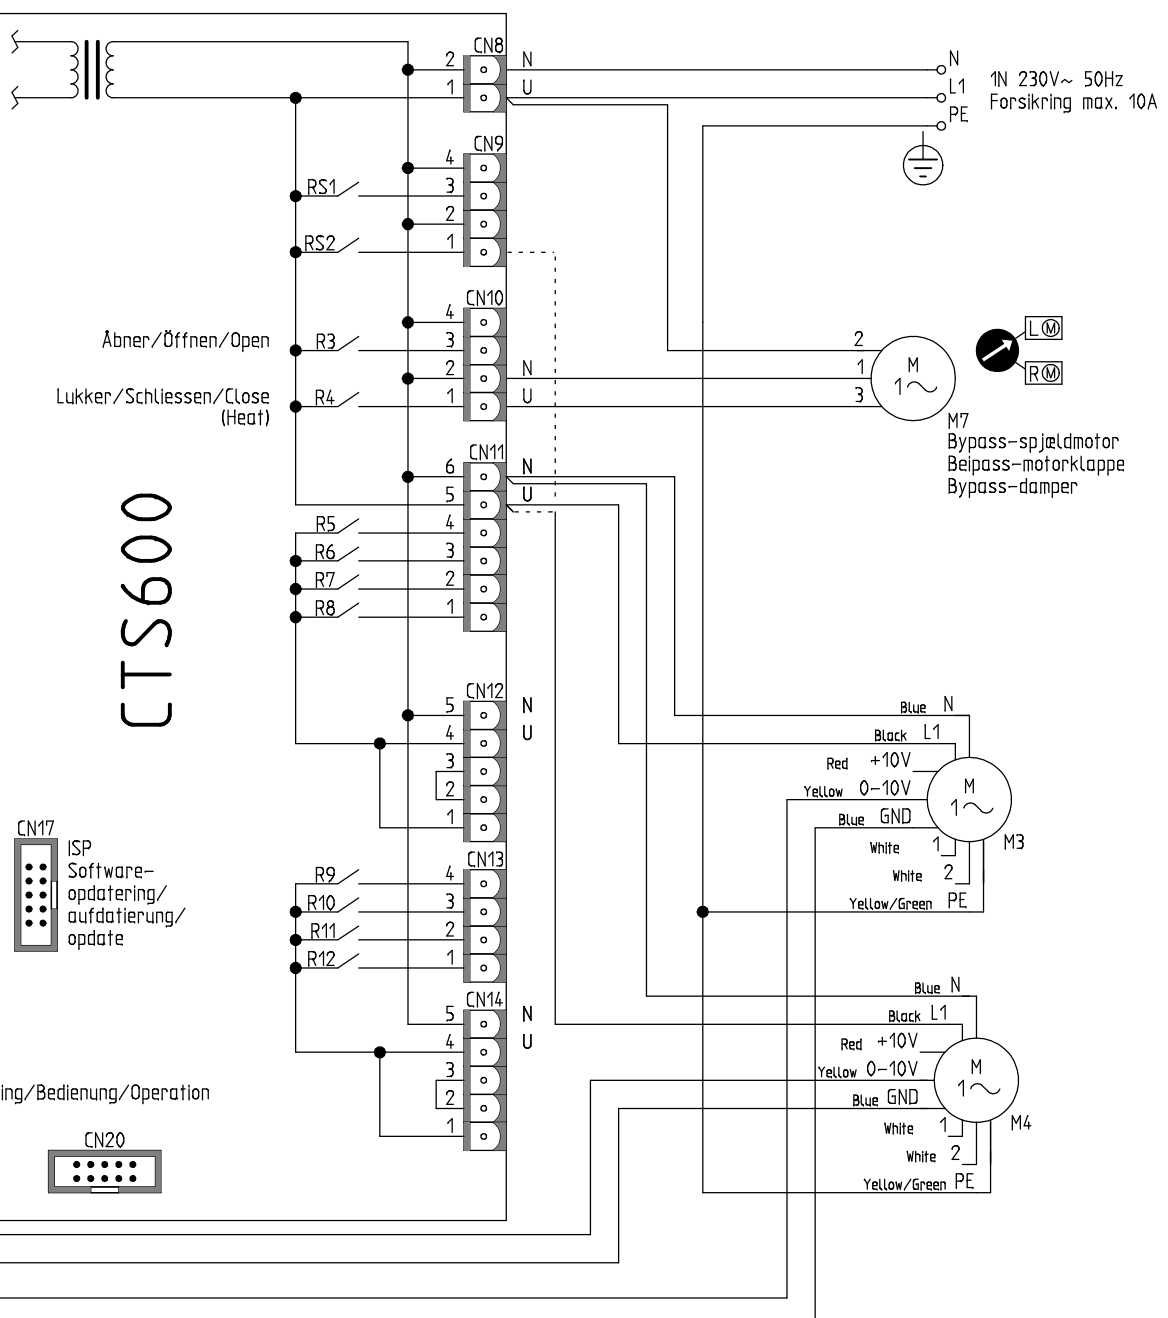 CN8
2 N
1 U
N
L1
PE
1N 230V~ 50Hz
Forsikring max. 10A
CN9
4
RS1 3
2
RS2 1
CN10
4
Åbner/Öffnen/Open R3 3
2 N
Lukker/Schliessen/Close R4 1 U
(Heat)
2
1
3
M
1~
L M
R M
M7
Bypass-spjældmotor
Beipass-motorklappe
Bypass-damper
CN11
6 N
5 U
R5 4
R6 3
R7 2
R8 1
CTS600
CN12
5 N
4 U
3
2
1
Blue N
Black L1
Red +10V
Yellow 0-10V
Blue GND
White 1
White 2
Yellow/Green PE
M
1~
M3
CN17
ISP
Software-
opdatering/
aufdatierung/
opdate
CN13
R9 4
R10 3
R11 2
R12 1
CN14
5 N
4 U
3
2
1
Blue N
Black L1
Red +10V
Yellow 0-10V
Blue GND
White 1
White 2
Yellow/Green PE
M
1~
M4
ing/Bedienung/Operation
CN20